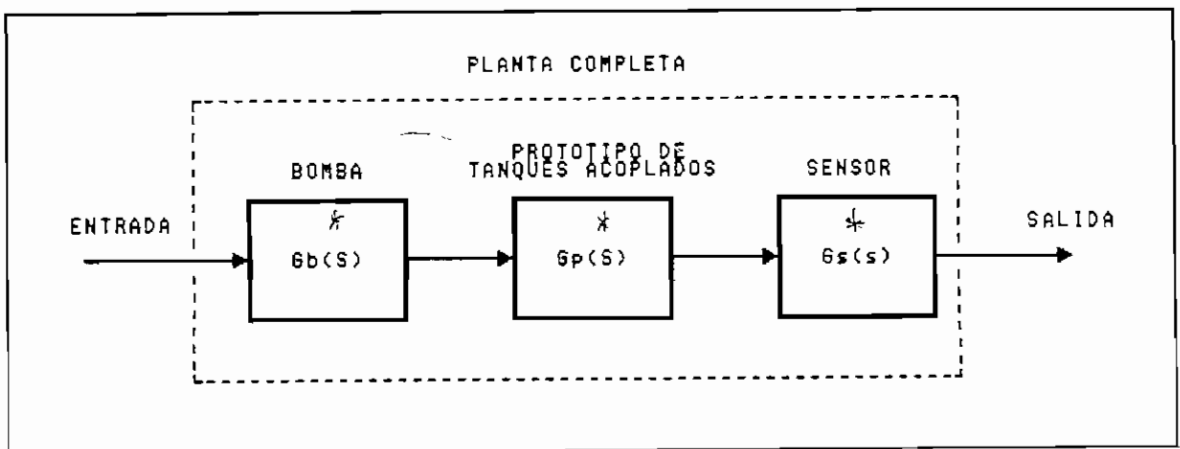 PLANTA COMPLETA
PROTOTIPO DE
BOMBA TANQUES ACOPLADOS SENSOR
ENTRADA
SALIDA
*
Gb(S)
*
Gp(S)
*
Gs(s)